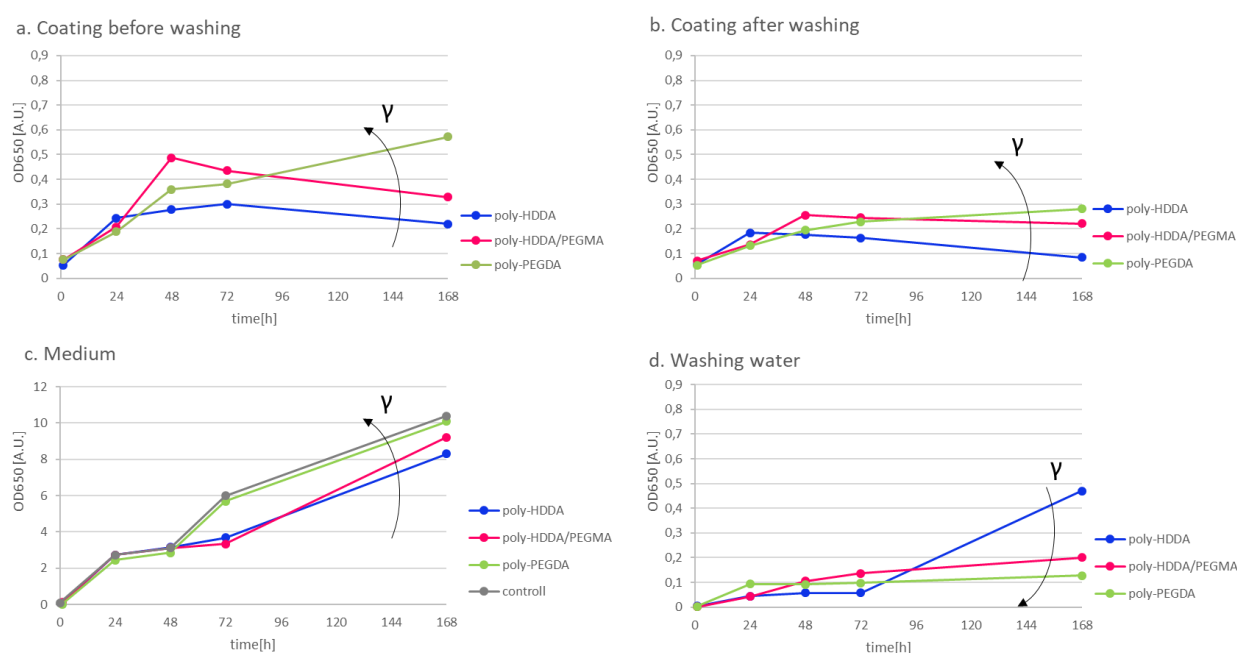 a. Coating before washing
0,9
0,8
0,7
0,6
0,5
0,4
0,3
0,2
0,1
0
OD650 [A.U.]
0 24 48 72 96 120 144 168
time[h]
γ
poly-HDDA
poly-HDDA/PEGMA
poly-PEGDA
b. Coating after washing
0,9
0,8
0,7
0,6
0,5
0,4
0,3
0,2
0,1
0
OD650 [A.U.]
0 24 48 72 96 120 144 168
time[h]
γ
poly-HDDA
poly-HDDA/PEGMA
poly-PEGDA
c. Medium
12
10
8
6
4
2
0
OD650 [A.U.]
0 24 48 72 96 120 144 168
time[h]
γ
poly-HDDA
poly-HDDA/PEGMA
poly-PEGDA
controll
d. Washing water
0,9
0,8
0,7
0,6
0,5
0,4
0,3
0,2
0,1
0
OD650 [A.U.]
0 24 48 72 96 120 144 168
time[h]
γ
poly-HDDA
poly-HDDA/PEGMA
poly-PEGDA